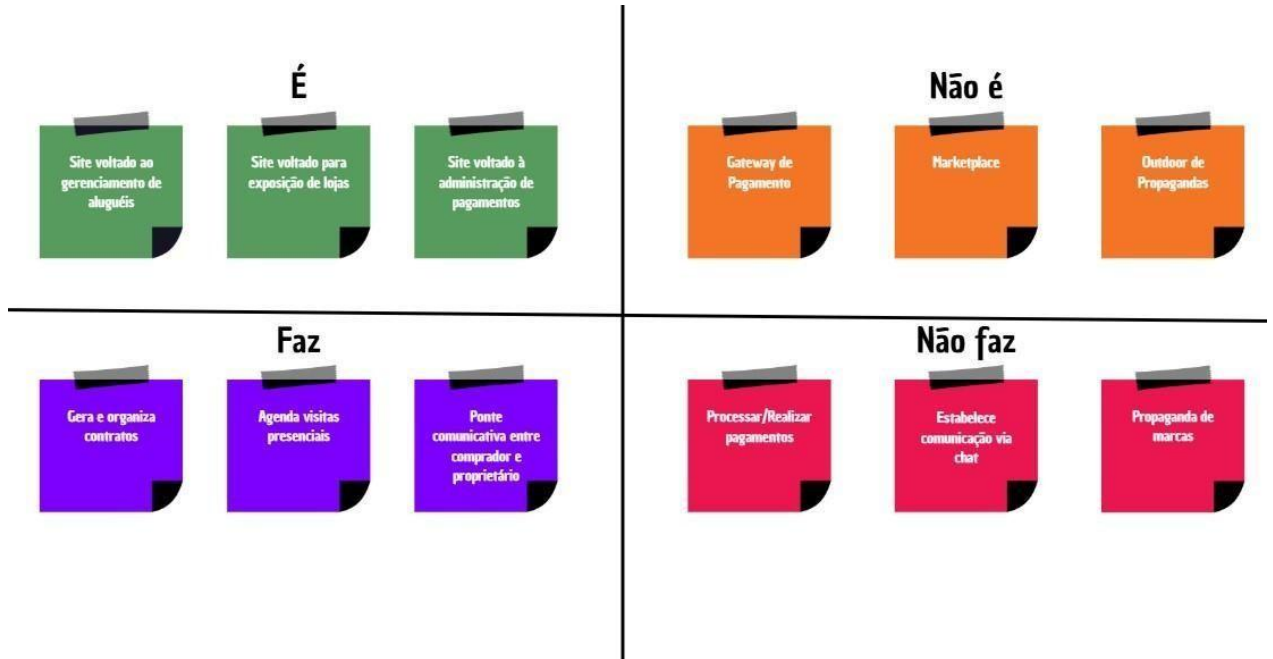 É
Site voltado ao
gerenciamento de
aluguéis
Site voltado para
exposição de lojas
Site voltado à
administração de
pagamentos
Não é
Gateway de
Pagamento
Marketplace
Outdoor de
Propagandas
Faz
Gera e organiza
contratos
Agenda visitas
presenciais
Ponte
comunicativa entre
comprador e
proprietário
Não faz
Processar/Realizar
pagamentos
Estabelece
comunicação via
chat
Propaganda de
marcas